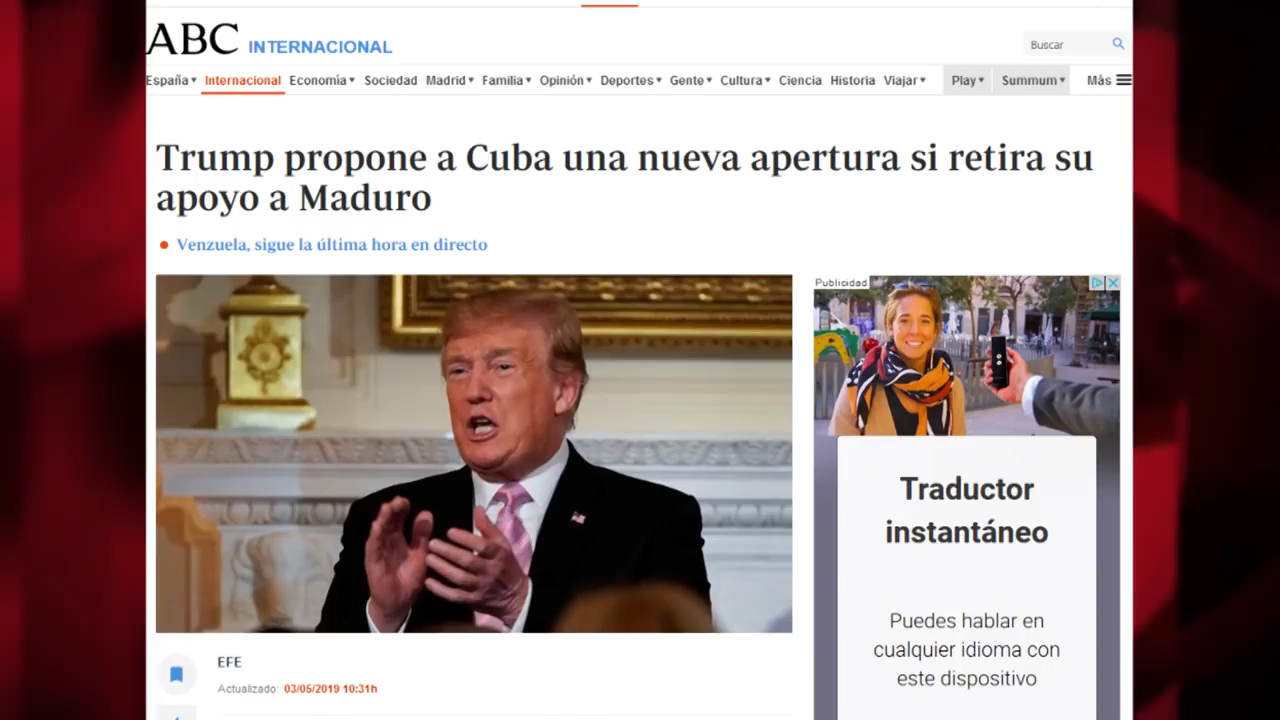 ABC INTERNACIONAL
Buscar
España Internacional Economía Sociedad Madrid Familia Opinión Deportes Gente Cultura Ciencia Historia Viajar Play Summum Más
Trump propone a Cuba una nueva apertura si retira su
apoyo a Maduro
Venzuela, sigue la última hora en directo
Publicidad
Traductor
instantáneo
Puedes hablar en
cualquier idioma con
este dispositivo
EFE
Actualizado: 03/05/2019 10:31h